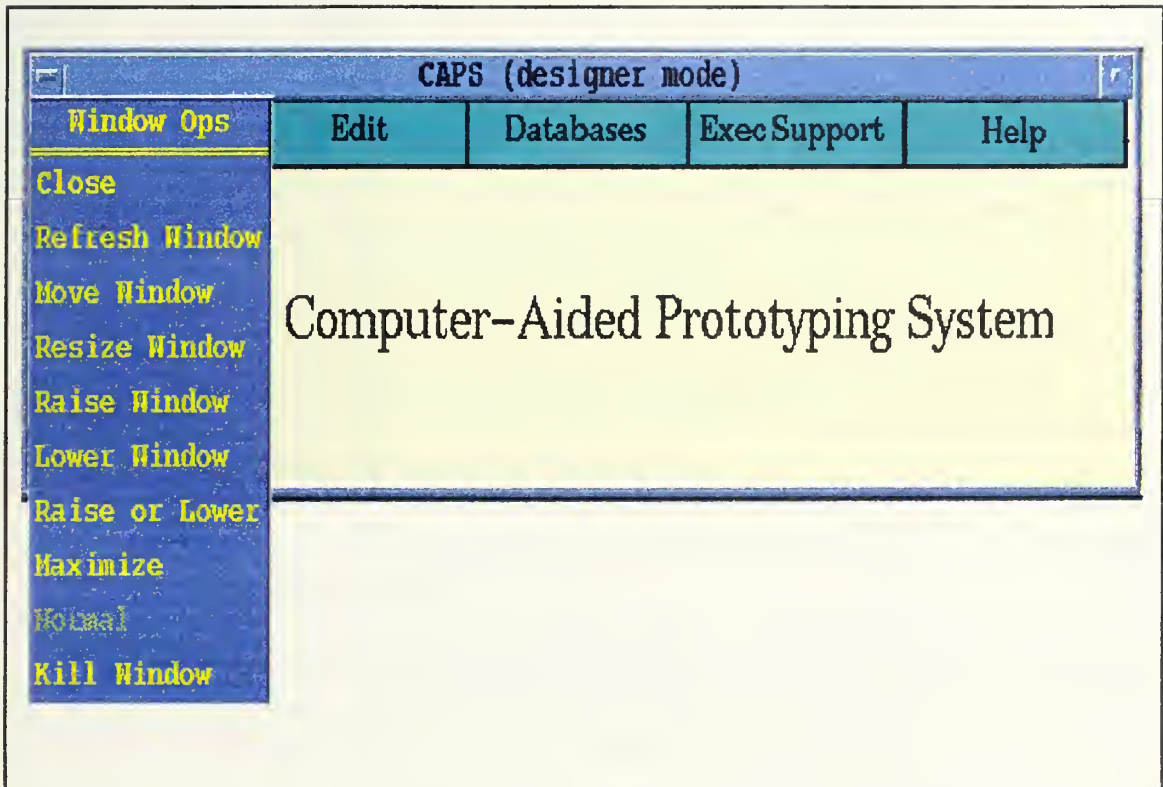 CAPS (designer mode) r
Window Ops Edit Databases Exec Support Help
Close
Refresh Window
Move Window
Resize Window
Computer-Aided Prototyping System
Raise Window
Lower Window
Raise or Lower
Maximize
Normal
Kill Window